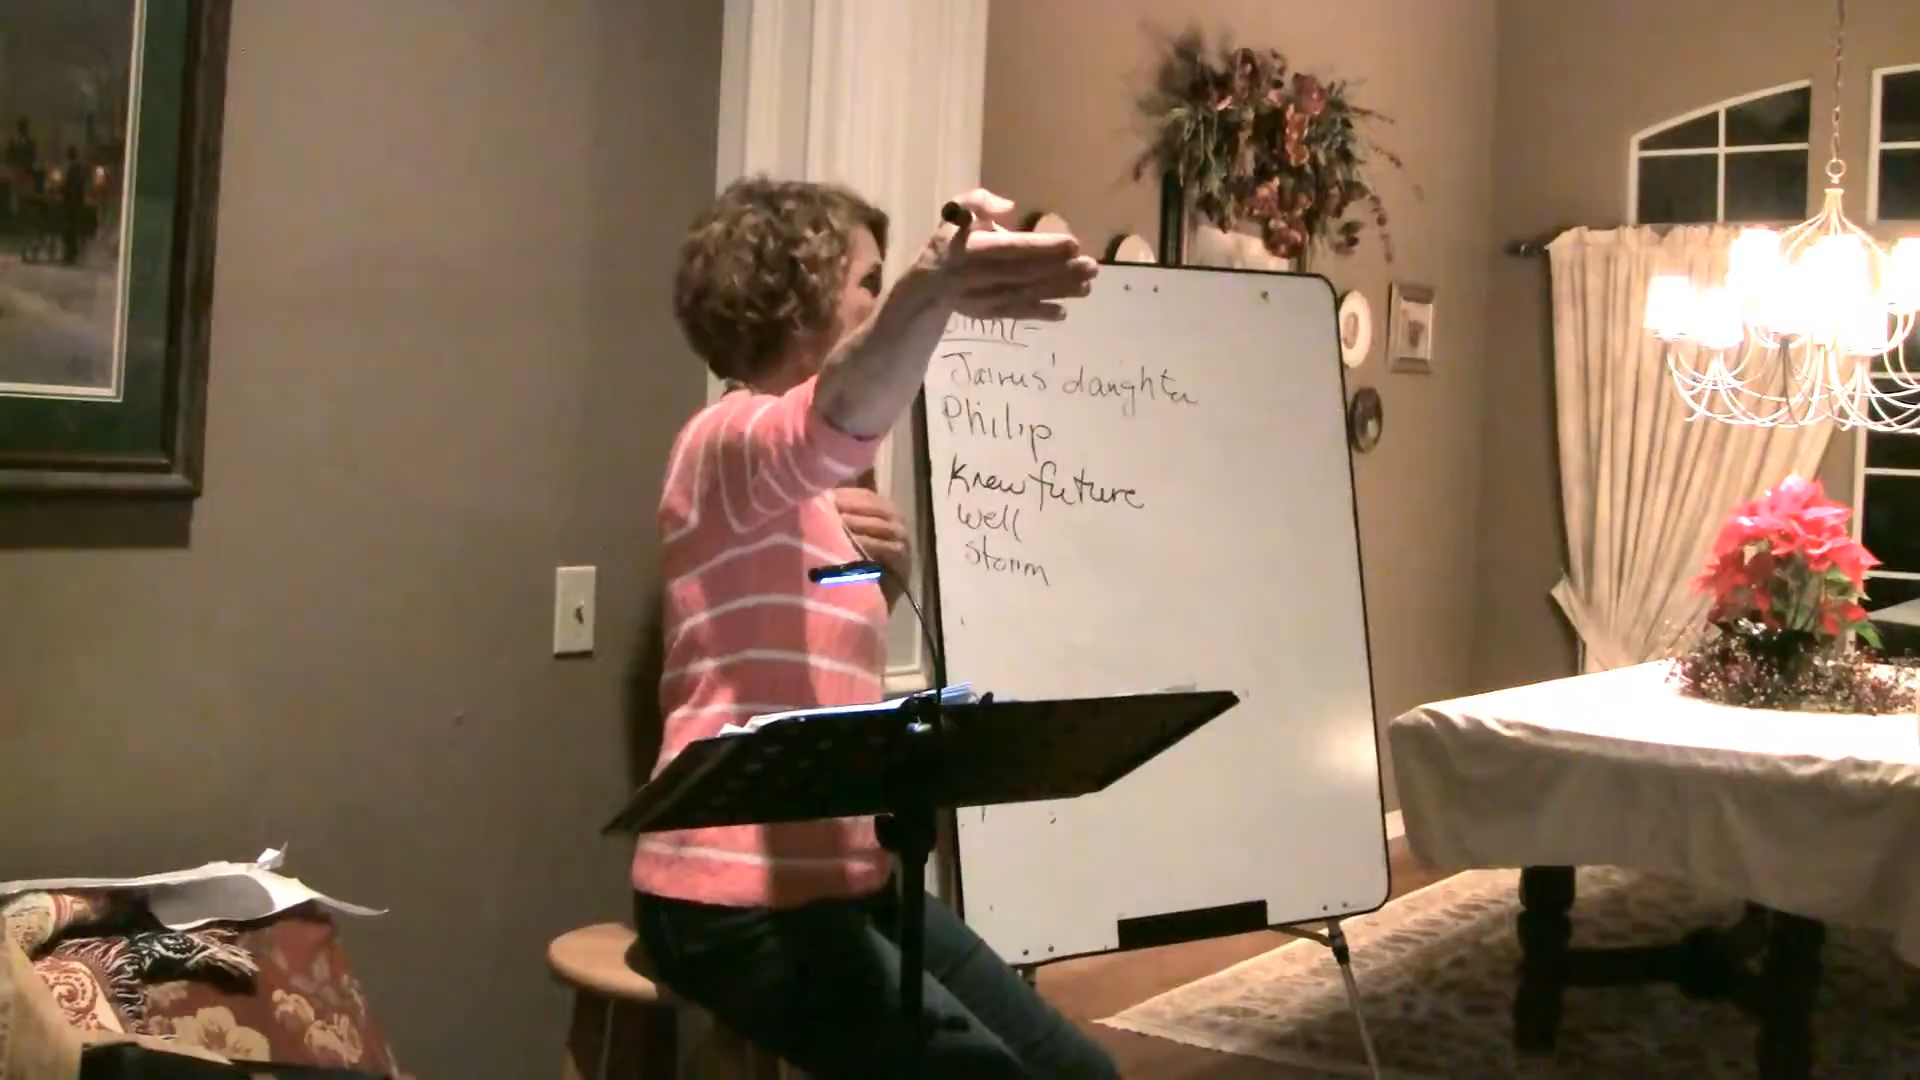 Jairus' daughter
Philip
Knew future
well
storm